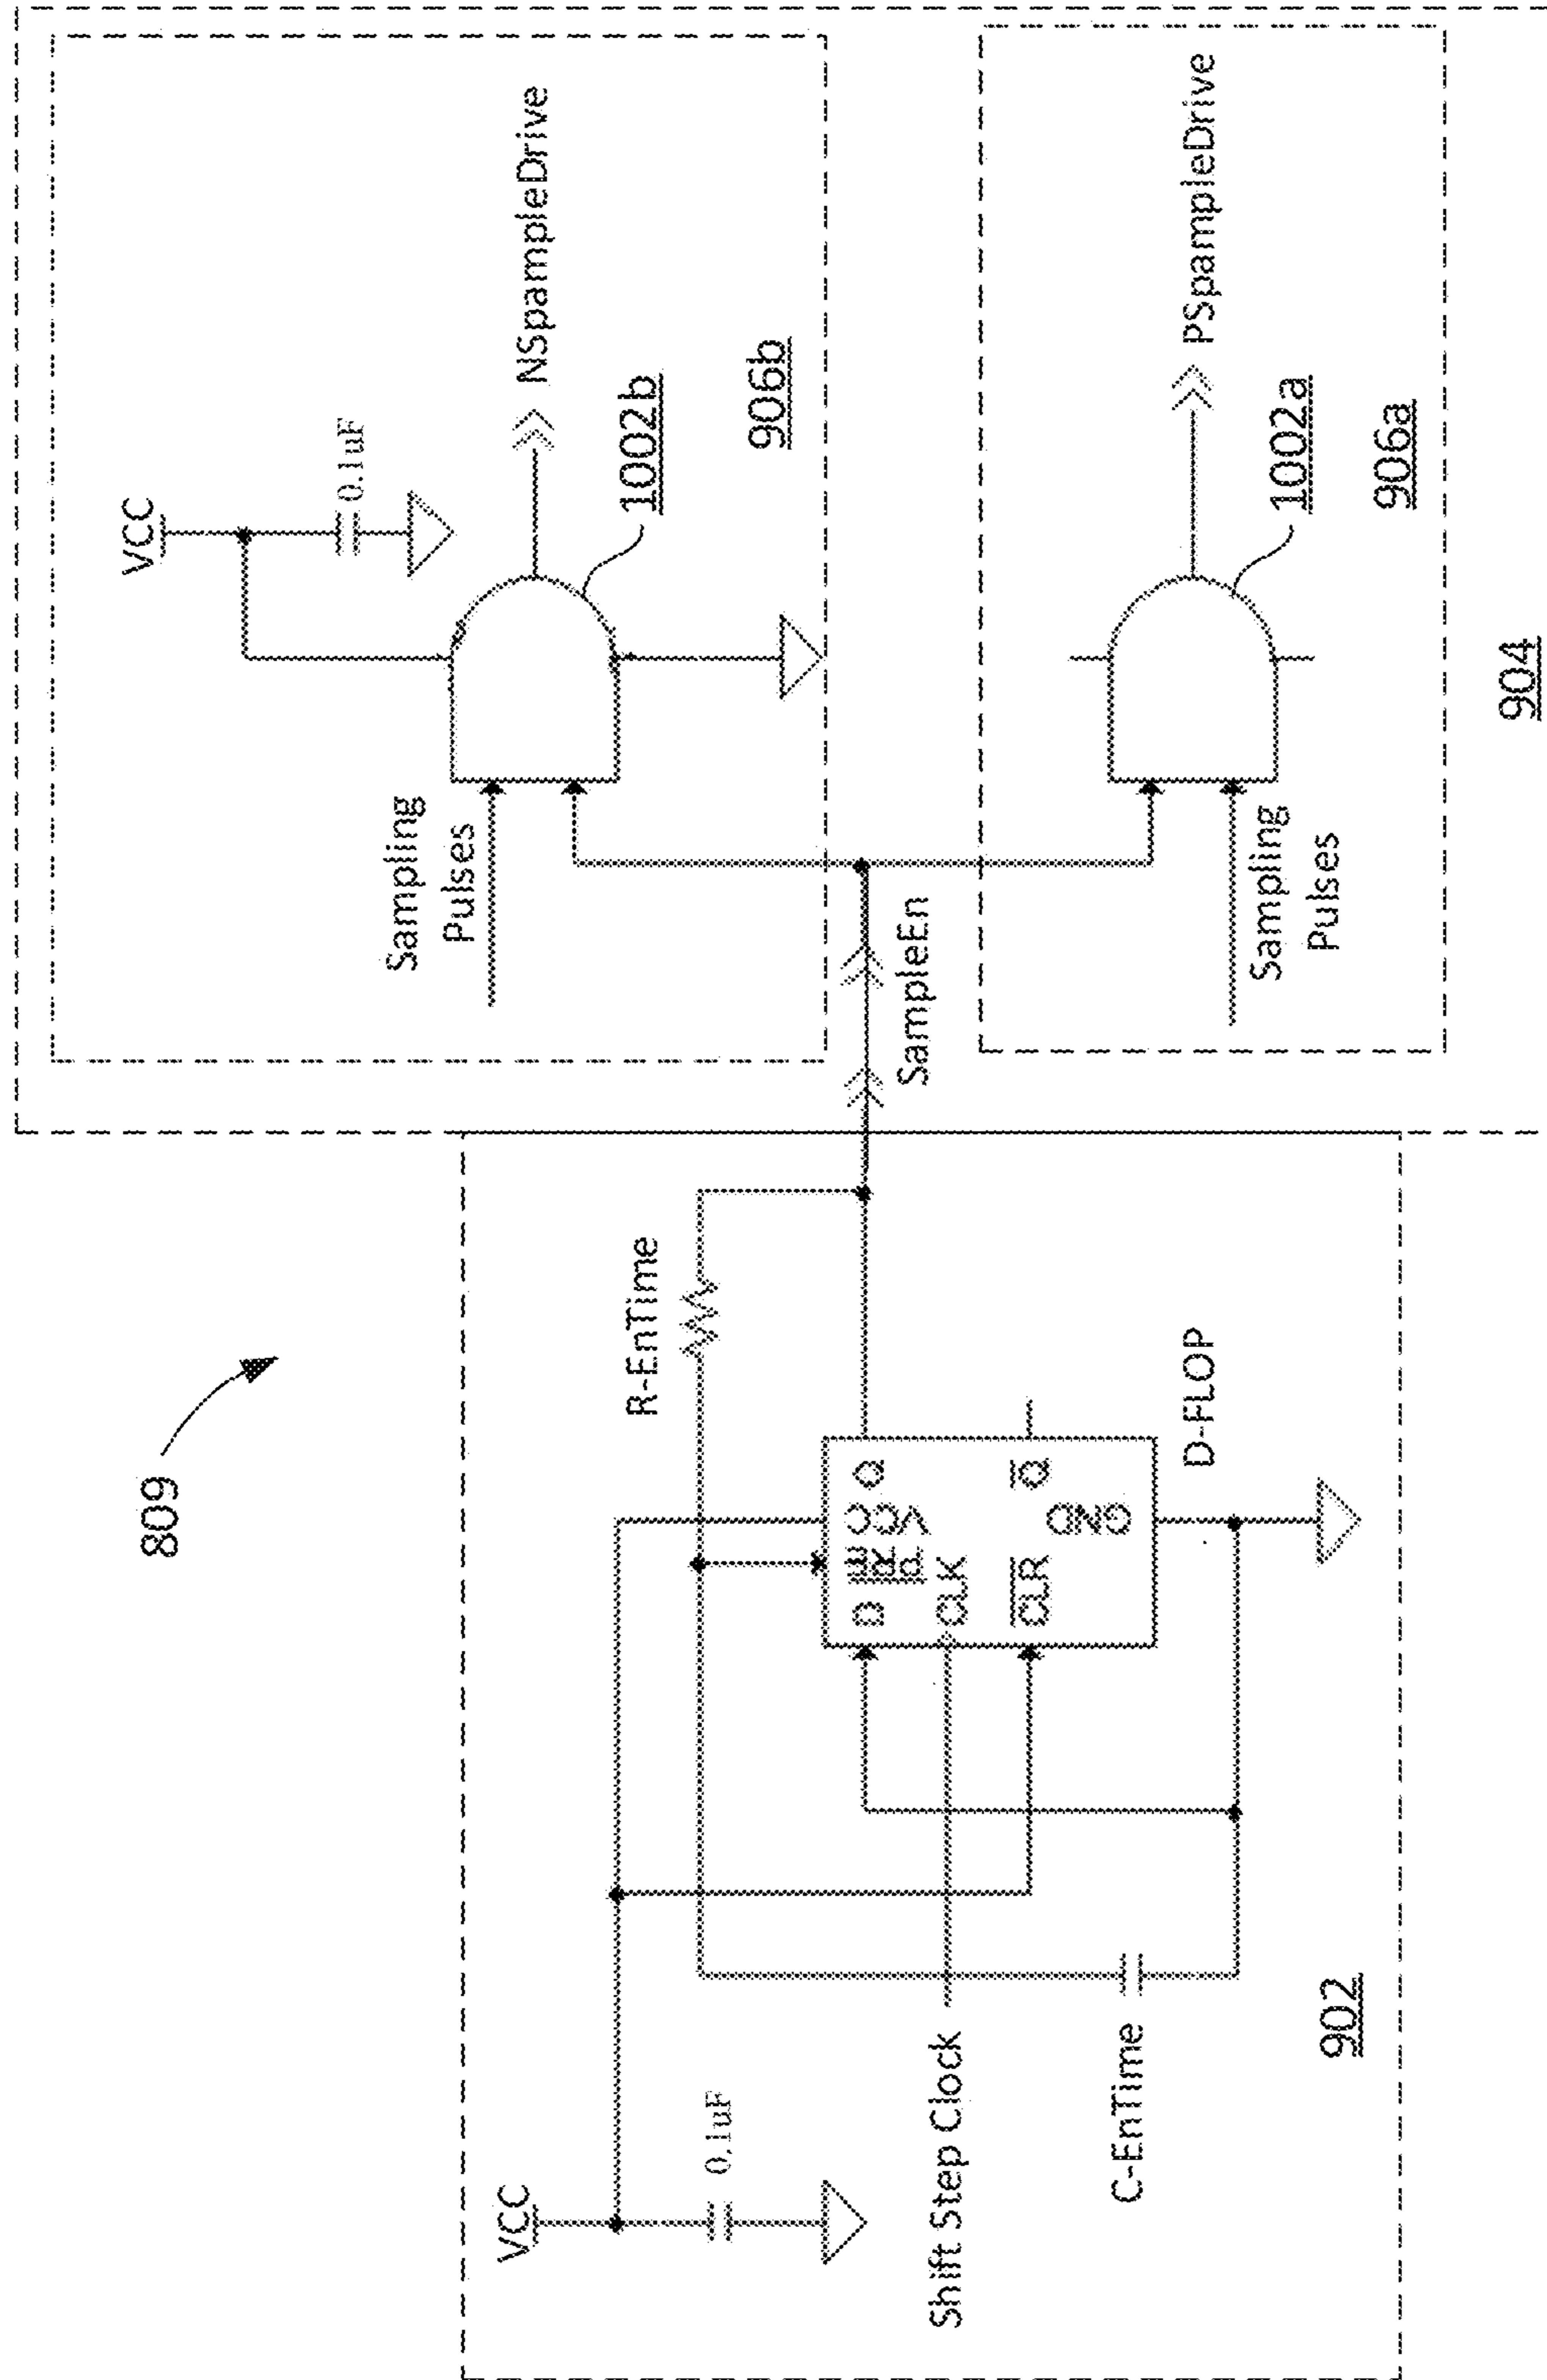 809
VCC
0.1uF
Shift Step Clock
C-EnTime
902
R-EnTime
D
PRE
VCC
Q
CLK
CLR
GND
Q
D-FLOP
SampleEn
VCC
0.1uF
Sampling
Pulses
NSpampleDrive
1002b
906b
Sampling
Pulses
PSpampleDrive
1002a
906a
904